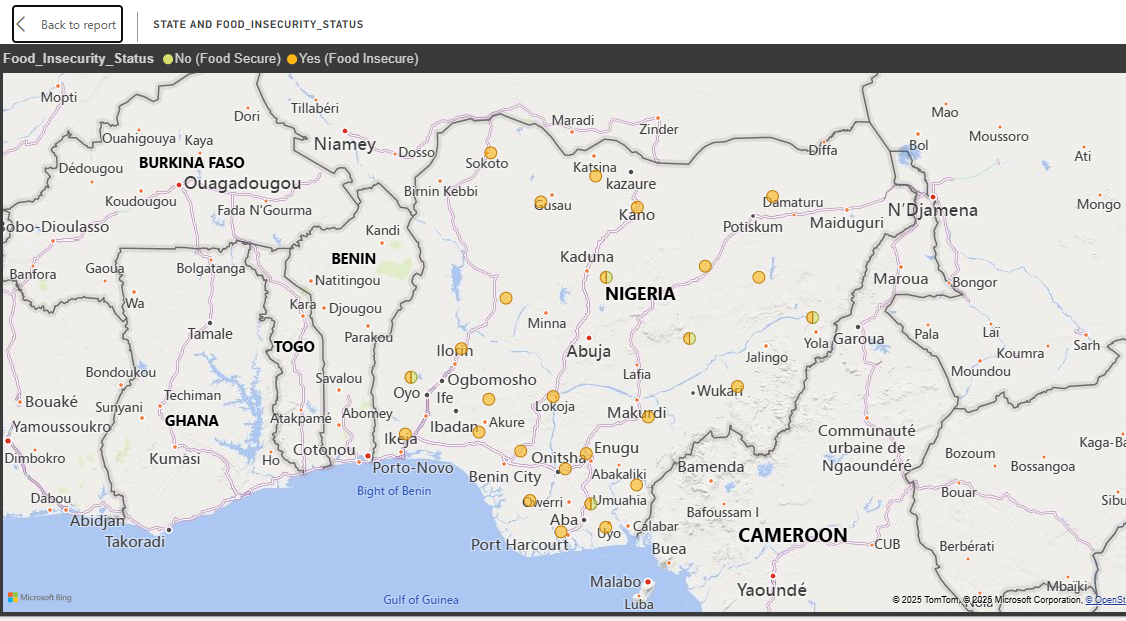 Back to report
STATE AND FOOD_INSECURITY_STATUS
Food_Insecurity_Status No (Food Secure) Yes (Food Insecure)
Mopti
Dori
Tillabéri
Maradi
Zinder
Mao
Moussoro
Ouahigouya
Kaya
Niamey
Dosso
Diffa
Bol
Ati
BURKINA FASO
Dédougou
Ouagadougou
Sokoto
Katsina
kazaure
Koudougou
Fada N'Gourma
Birnin Kebbi
Gusau
Kano
Damaturu
Maiduguri
N'Djamena
Mongo
Bobo-Dioulasso
Kandi
Potiskum
Banfora
Gaoua
Bolgatanga
BENIN
Natitingou
Kaduna
Maroua
Bongor
Wa
Kara
Djougou
NIGERIA
Tamale
Parakou
Minna
Yola
Garoua
Pala
Laï
Sarh
TOGO
Ilorin
Abuja
Jalingo
Koumra
Moundou
Bondoukou
Savalou
Oyo
Ogbomosho
Lafia
Bouaké
Sunyani
Techiman
Ife
Wukari
Yamoussoukro
GHANA
Atakpamé
Abomey
Ibadan
Akure
Lokoja
Makurdi
Communauté
urbaine de
Ngaoundéré
Kaga-Ba
Dimbokro
Kumasi
Ho
Cotonou
Ikeja
Porto-Novo
Onitsha
Enugu
Bamenda
Bozoum
Bossangoa
Benin City
Abakaliki
Dabou
Bight of Benin
Owerri
Umuahia
Bafoussam I
Bouar
Sibu
Abidjan
Takoradi
Aba
Uyo
Calabar
Port Harcourt
Buea
CAMEROON
CUB
Berbérati
Malabo
Yaoundé
Mbaïki
Microsoft Bing
Gulf of Guinea
Luba
Nola
© 2025 TomTom, © 2025 Microsoft Corporation, © OpenSt